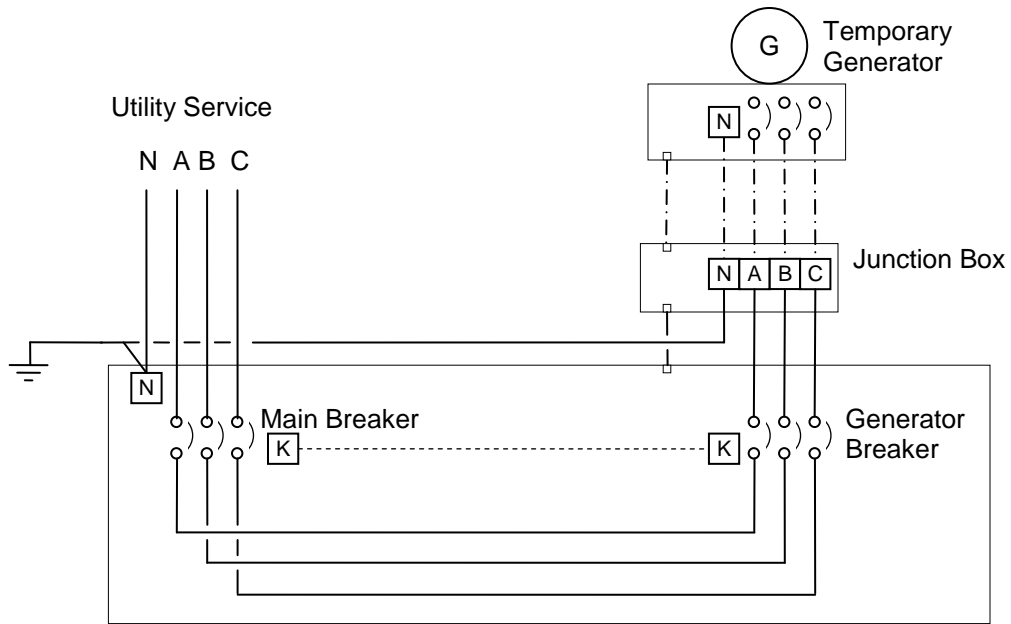 G
Temporary
Generator
N
Utility Service
N A B C
N A B C
Junction Box
N
Main Breaker
K
K
Generator
Breaker